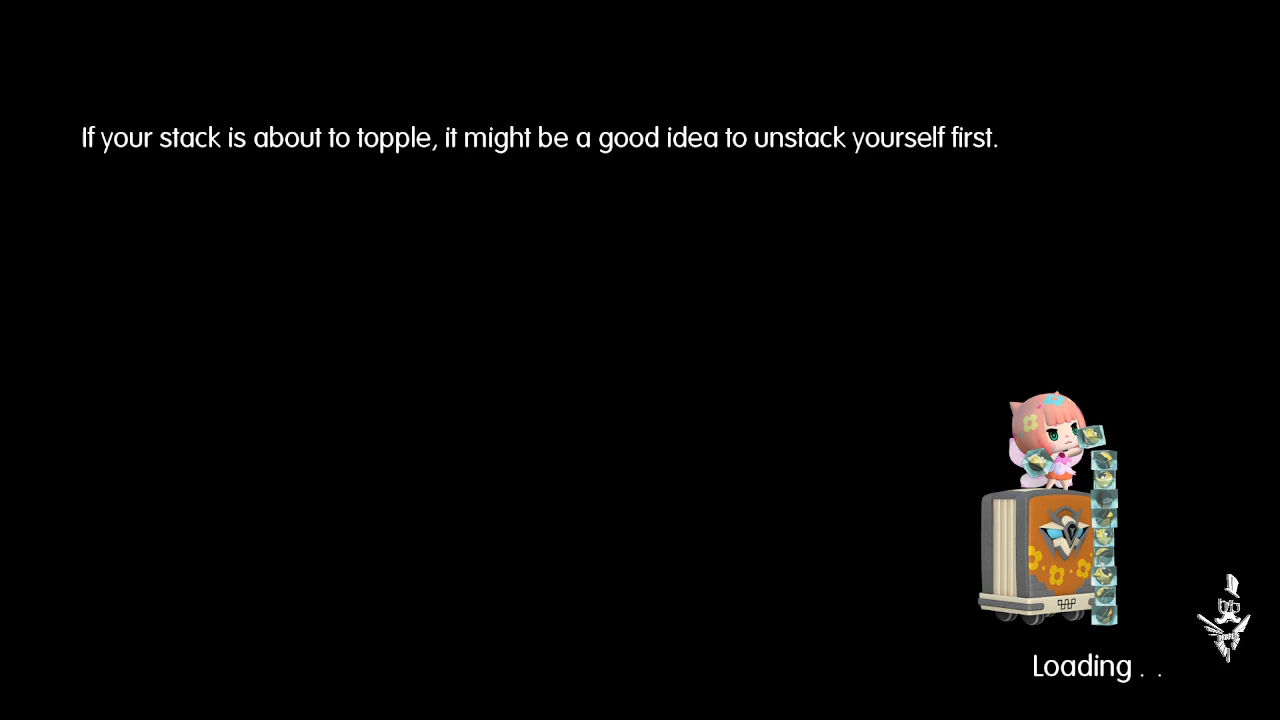 If your stack is about to topple, it might be a good idea to unstack yourself first.
Loading . .